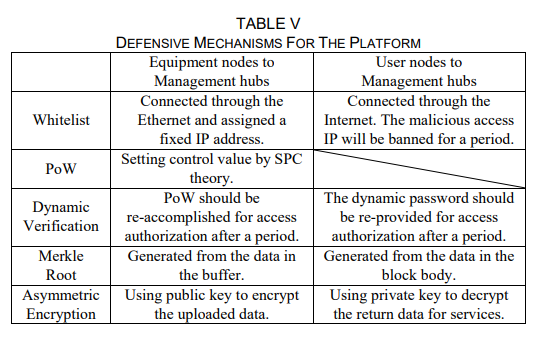 TABLE V
DEFENSIVE MECHANISMS FOR THE PLATFORM
Equipment nodes to
Management hubs
User nodes to
Management hubs
Whitelist
Connected through the
Ethernet and assigned a
fixed IP address.
Connected through the
Internet. The malicious access
IP will be banned for a period.
PoW
Setting control value by SPC
theory.
Dynamic
Verification
PoW should be
re-accomplished for access
authorization after a period.
The dynamic password should
be re-provided for access
authorization after a period.
Merkle
Root
Generated from the data in
the buffer.
Generated from the data in the
block body.
Asymmetric
Encryption
Using public key to encrypt
the uploaded data.
Using private key to decrypt
the return data for services.